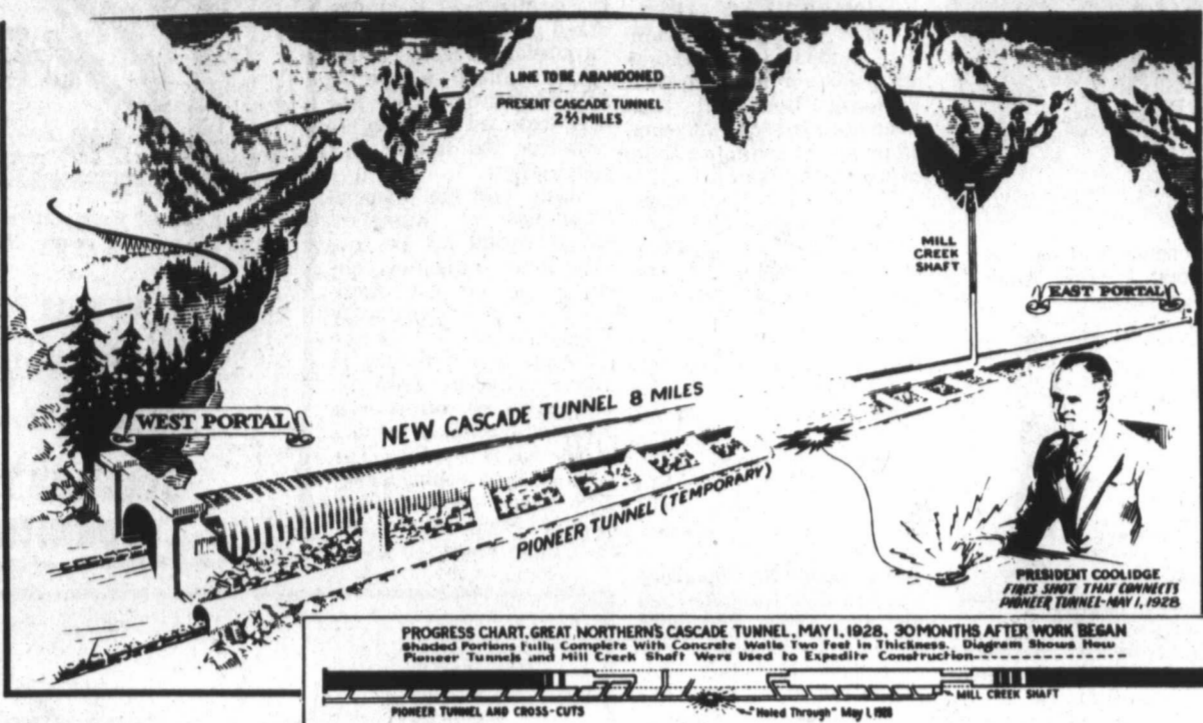 LINE TO BE ABANDONED
PRESENT CASCADE TUNNEL
2 1/3 MILES
MILL
CREEK
SHAFT
EAST PORTAL
WEST PORTAL
NEW CASCADE TUNNEL 8 MILES
PIONEER TUNNEL (TEMPORARY)
PRESIDENT COOLIDGE
FIRES SHOT THAT CONNECTS
PIONEER TUNNEL-MAY 1, 1928
PROGRESS CHART, GREAT NORTHERN'S CASCADE TUNNEL, MAY 1, 1928, 30 MONTHS AFTER WORK BEGAN
Shaded Portions Fully Complete With Concrete Walls Two Feet in Thickness. Diagram Shows How
Pioneer Tunnels and Mill Creek Shaft Were Used to Expedite Construction
MILL CREEK SHAFT
PIONEER TUNNEL AND CROSS-CUTS
"Holed Through" May 1, 1928